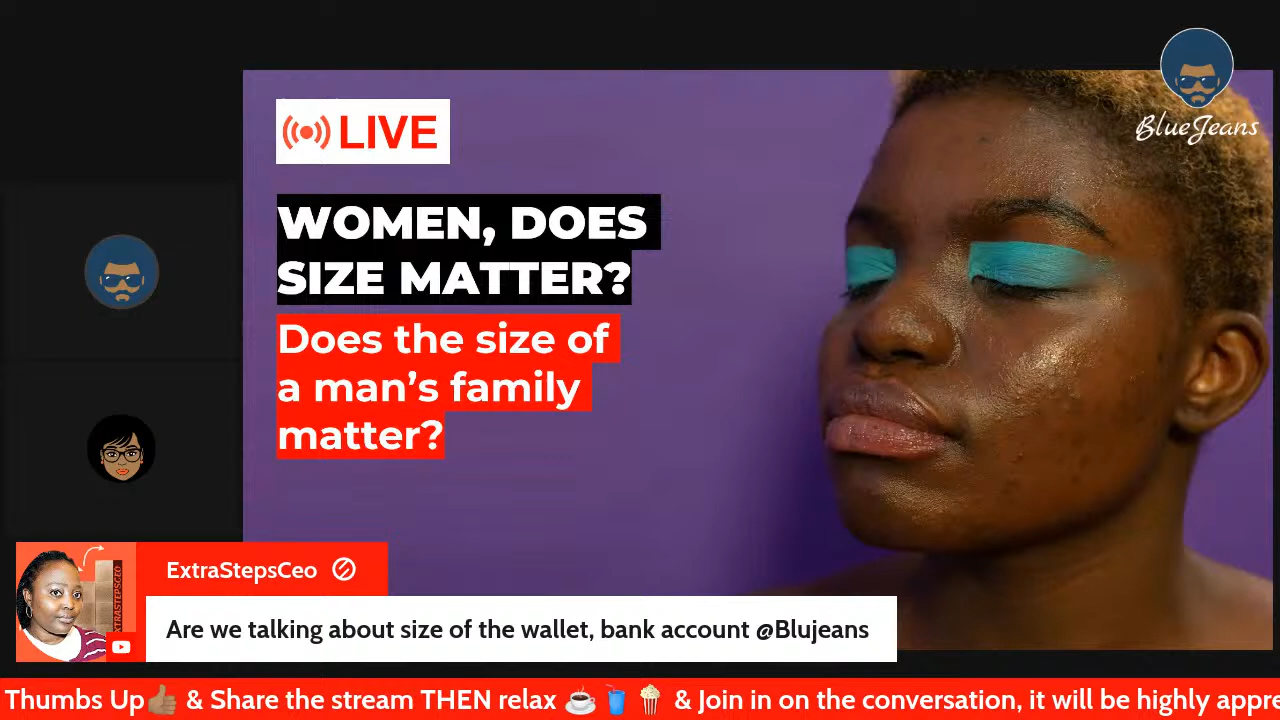 BlueJeans
LIVE
WOMEN, DOES
SIZE MATTER?
Does the size of
a man's family
matter?
EXTRASTEPSCEO
ExtraStepsCeo
Are we talking about size of the wallet, bank account @Blujeans
Thumbs Up👍🏾 & Share the stream THEN relax ☕🥤🍿 & Join in on the conversation, it will be highly appre